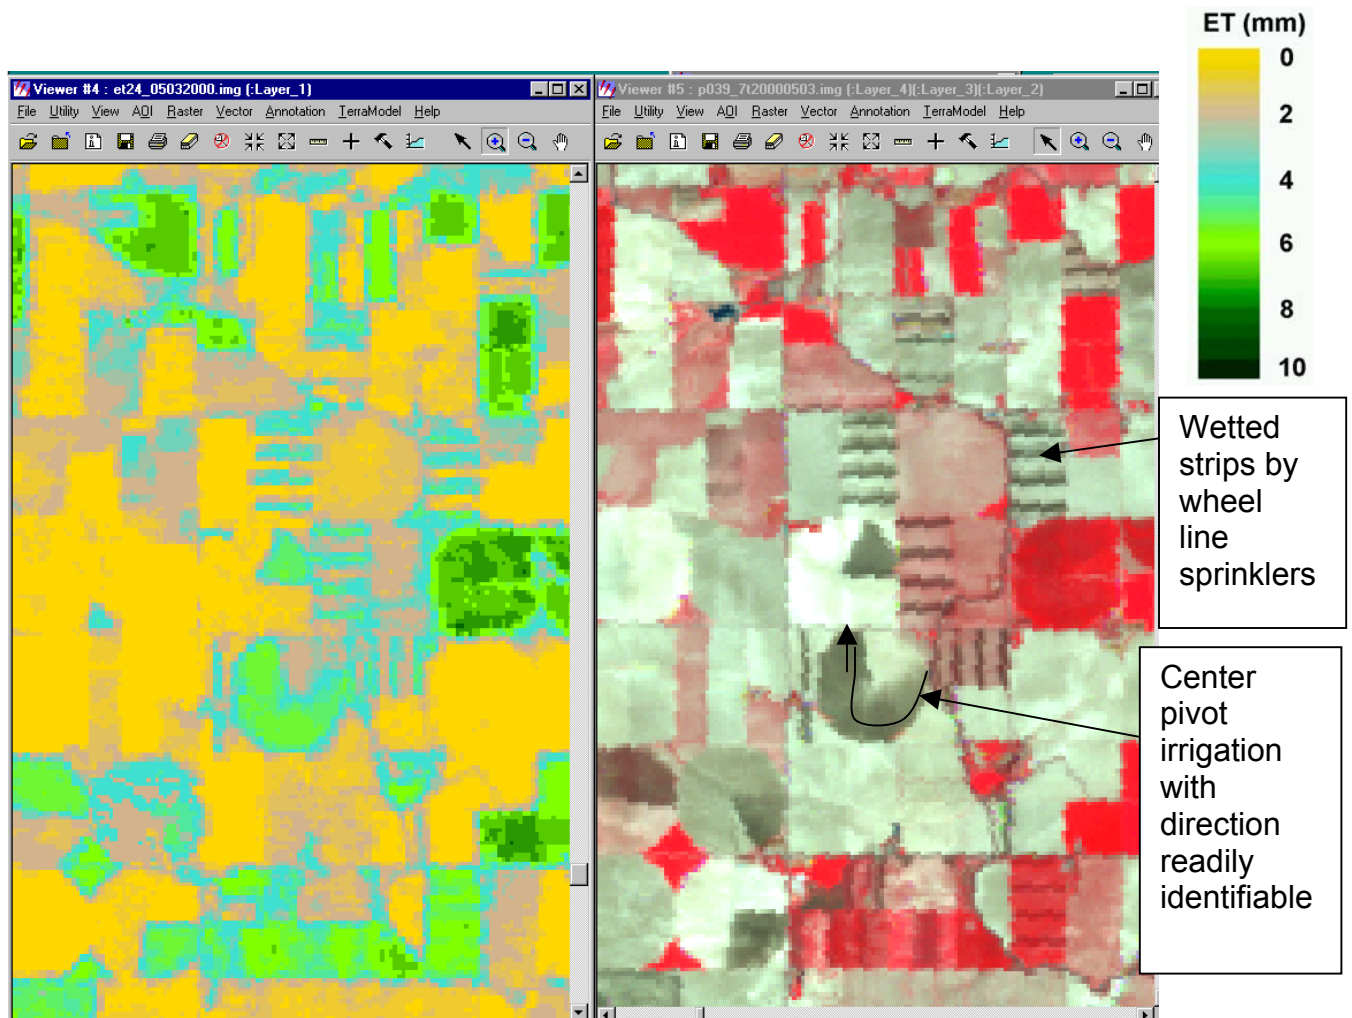 ET (mm)
0
2
4
6
8
10
Viewer #4 : et24_05032000.img (:Layer_1)
File Utility View AOI Raster Vector Annotation TerraModel Help
Viewer #5 : p039_7t20000503.img (:Layer_4)(:Layer_3)(:Layer_2)
File Utility View AOI Raster Vector Annotation TerraModel Help
Wetted
strips by
wheel
line
sprinklers
Center
pivot
irrigation
with
direction
readily
identifiable